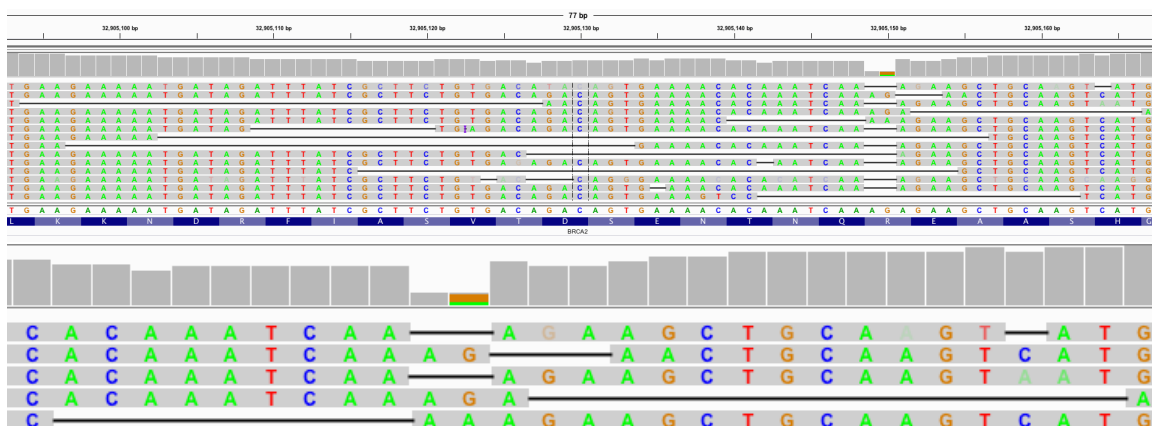 77 bp
32,905,100 bp 32,905,110 bp 32,905,120 bp 32,905,130 bp 32,905,140 bp 32,905,150 bp 32,905,160 bp
T G A A G A A A A A T G A T A G A T T T A T C G C T T C T G T G A C A G T G A A A A C A C A A A T C A A A G A A G C T G C A A G T A T G
T G A A G A A A A A T G A T A G A T T T A T C G C T T C T G T G A C A G A C A G T G A A A A C A C A A A T C A A A G A A C T G C A A G T C A T G
T A A C A G T G A A A A C A C A A A T C A A A G A A G C T G C A A G T A A T G
T G A A G A A A A A T G A T A G A T T T A T C G C T T C T G T G A C A G A C A G T G A A A A C A C A A A T C A A A G A G
T G A A G A A A A A T G A T A G A T T T A T C G C T T C T G T G A C A G A C A G T G A A A A C A A A G A A G C T G C A A G T C A T G
T G A A G A A A A A T G A T A G T G A G A C A G A C A G T G A A A A C A C A A A T C A A A G A A G C T G C A A G T C A T G
T G A A G A A A A A T G C A A G T C A T G
T G A A G A A A A C A C A A A T C A A A G A A G C T G C A A G T C A T G
T G A A G A A A A A T G A T A G A T T T A T C G C T T C T G T G A C A G A A G C T G C A A G T C A T G
T G A A G A A A A A T G A T A G A T T T A T C G C T T C T G T G A C A G T G A A A A C A C A A T C A A A G A A G C T G C A A G T C A T G
T G A A G A A A A A T G A T A G A T T T A T C G C T G C A A G T C A T G
T G A A G A A A A A T G A T A G A T T T A T C G C T T C T G T G A C A G A C A G T G A A A C A C A A A T C A A A G A A G C T G C A A G T C A T G
T G A A G A A A A A T G A T A G A T T T A T C G C T T C T G T G A C A G A C A G T G A A A A C A C T C A T G
T G A A G A A A A A T G A T A G A T T T A T C G C T T C T G T G A C A G A C A G T G A A A A C A C A A A T C A A A G A G A A G C T G C A A G T C A T G
L K K N D R F I A S V T D S E N T N Q R E A A S H G
BRCA2
C A C A A A T C A A A G A A G C T G C A A G T A T G
C A C A A A T C A A A G A A C T G C A A G T C A T G
C A C A A A T C A A A G A A G C T G C A A G T A A T G
C A C A A A T C A A A G A A
C A A A G A A G C T G C A A G T C A T G